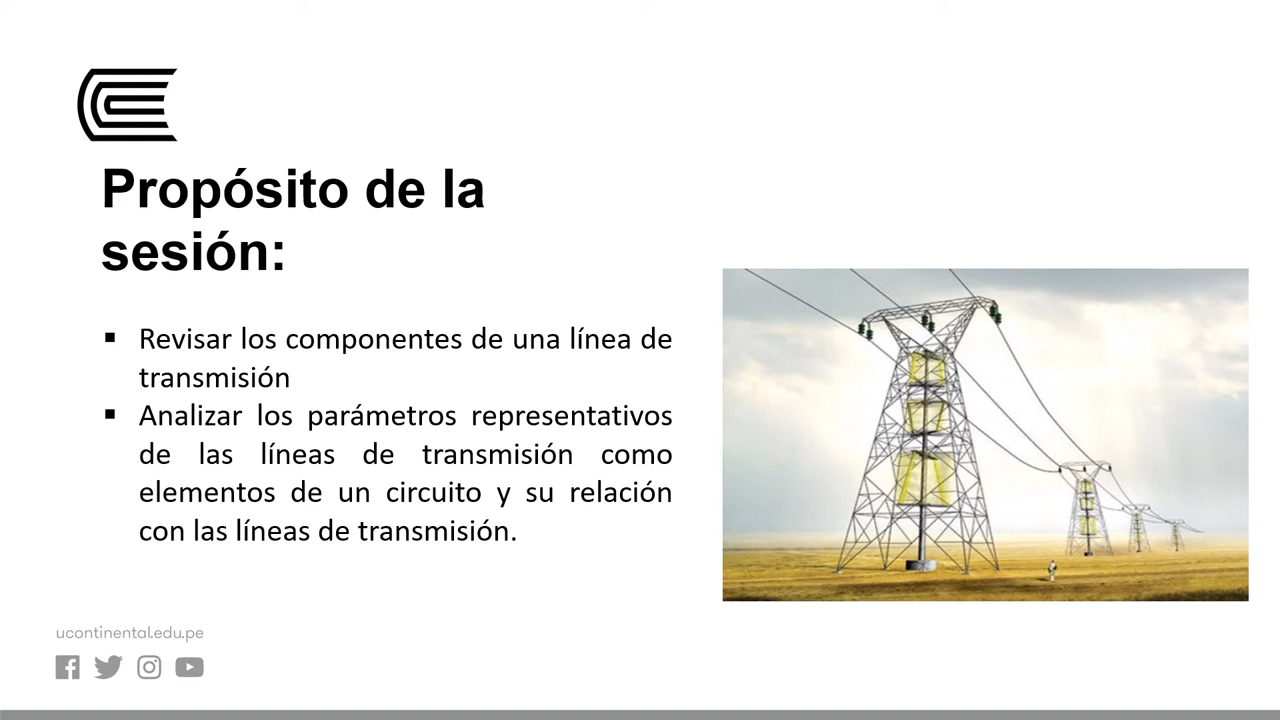 Propósito de la
sesión:
▪ Revisar los componentes de una línea de
transmisión
▪ Analizar los parámetros representativos
de las líneas de transmisión como
elementos de un circuito y su relación
con las líneas de transmisión.
ucontinental.edu.pe